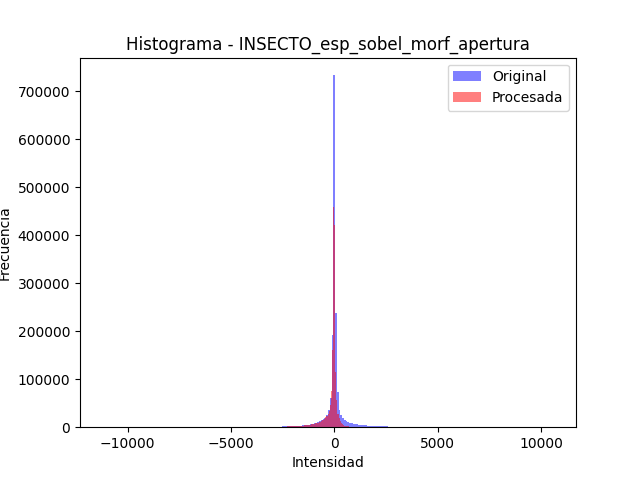 Histograma - INSECTO_esp_sobel_morf_apertura
Original
Procesada
700000
600000
500000
400000
300000
200000
100000
0
Frecuencia
−10000
−5000
0
5000
10000
Intensidad